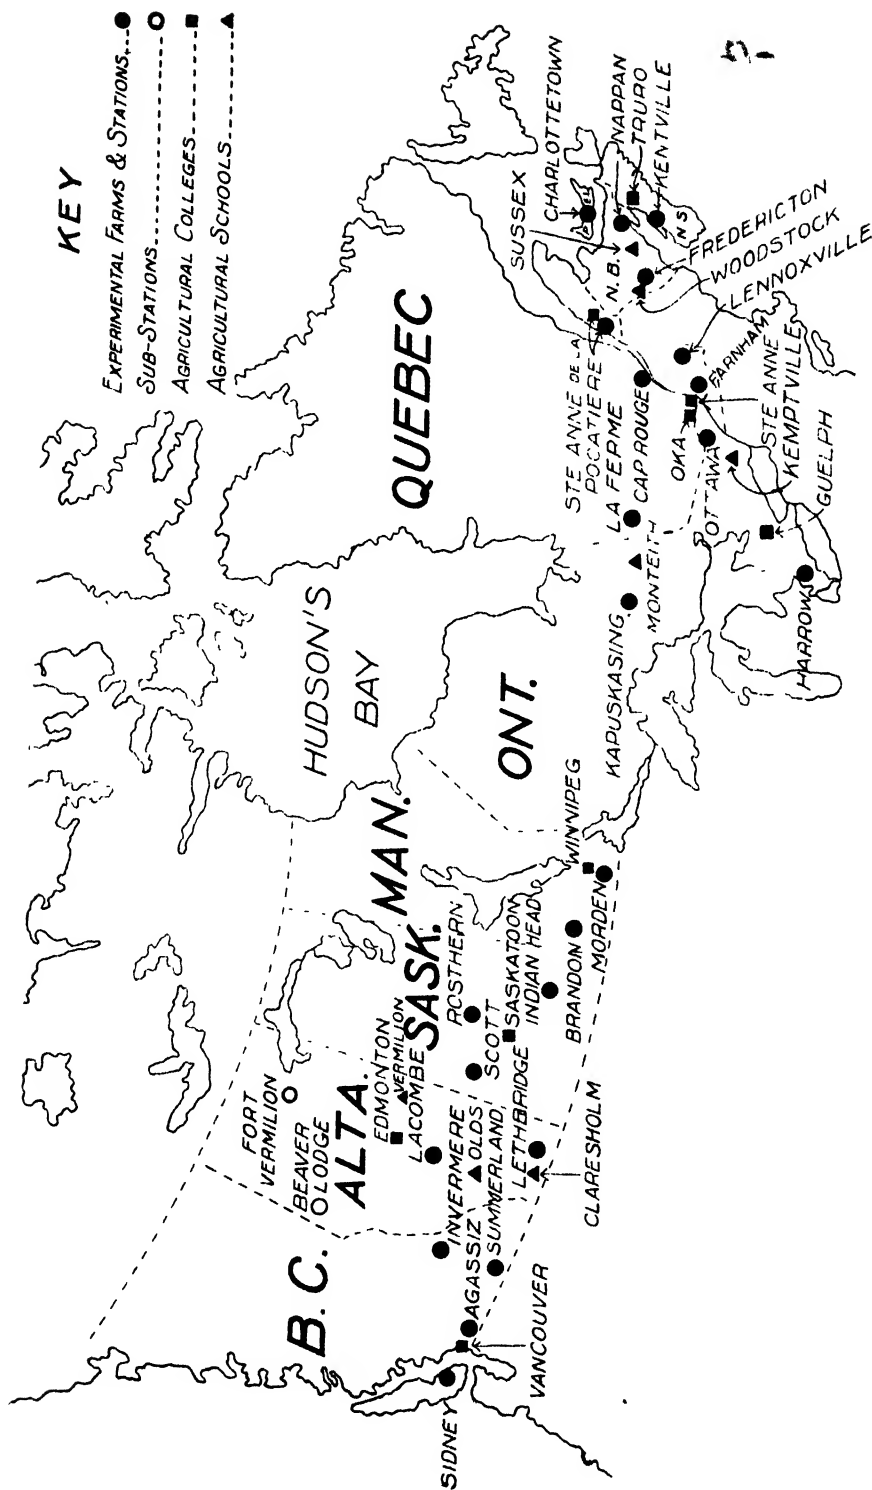 KEY
EXPERIMENTAL FARMS & STATIONS
SUB-STATIONS
AGRICULTURAL COLLEGES
AGRICULTURAL SCHOOLS
HUDSON'S
BAY
QUEBEC
ONT.
MAN.
SASK.
ALTA.
B.C.
N.B.
P.E.I.
N S
FORT
VERMILION
BEAVER
LODGE
EDMONTON
VERMILION
LACOMBE
INVERMERE
OLDS
AGASSIZ
SUMMERLAND
LETHBRIDGE
CLARESHOLM
VANCOUVER
SIDNEY
ROSTHERN
SCOTT
SASKATOON
INDIAN HEAD
BRANDON
MORDEN
WINNIPEG
KAPUSKASING
MONTEITH
LA FERME
CAP ROUGE
STE ANNE DE LA
POCATIERE
OKA
OTTAWA
FARNHAM
STE ANNE
KEMPTVILLE
GUELPH
HARROW
SUSSEX
CHARLOTTETOWN
NAPPAN
TRURO
KENTVILLE
FREDERICTON
WOODSTOCK
LENNOXVILLE